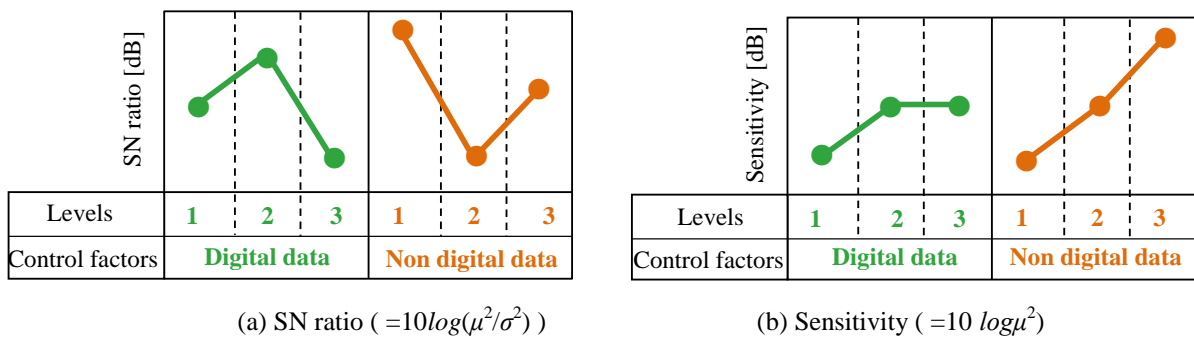 SN ratio [dB]
Levels 1 2 3 1 2 3
Control factors Digital data Non digital data
(a) SN ratio ( =10log(μ²/σ²) )
Sensitivity [dB]
Levels 1 2 3 1 2 3
Control factors Digital data Non digital data
(b) Sensitivity ( =10 logμ²)